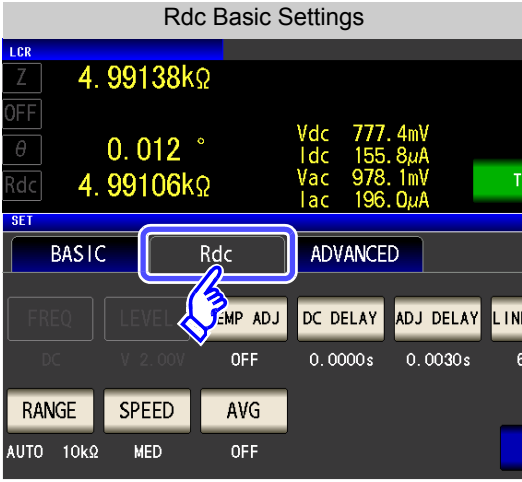 Rdc Basic Settings
LCR
Z 4.99138kΩ
OFF
θ 0.012 °
Rdc 4.99106kΩ
Vdc 777.4mV
Idc 155.8μA
Vac 978.1mV
Iac 196.0μA
T
SET
BASIC Rdc ADVANCED
FREQ LEVEL EMP ADJ DC DELAY ADJ DELAY LIN
DC V 2.00V OFF 0.0000s 0.0030s 6
RANGE SPEED AVG
AUTO 10kΩ MED OFF